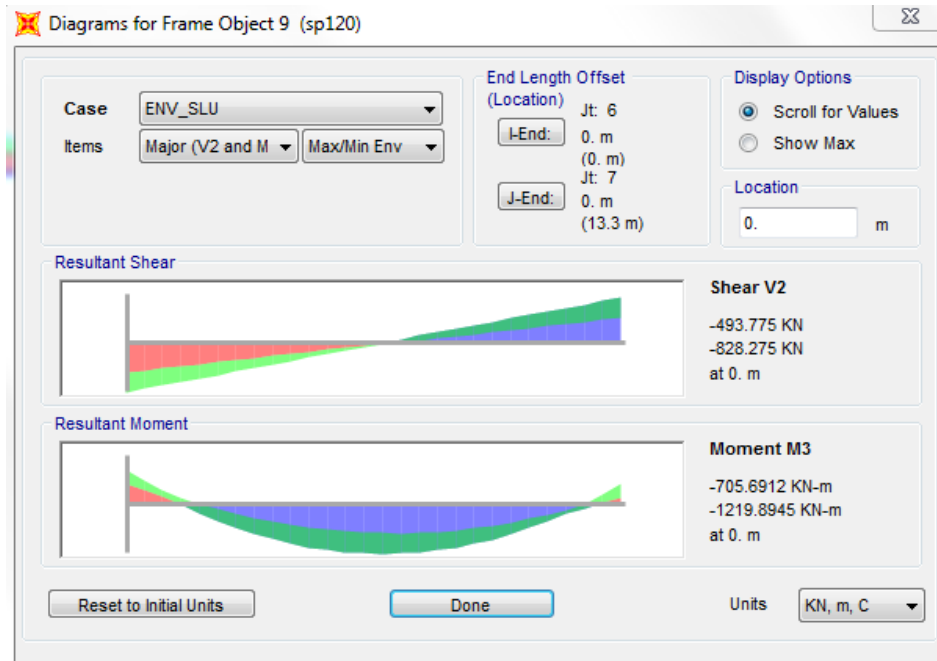 Diagrams for Frame Object 9 (sp120)
Case
ENV_SLU
Items
Major (V2 and M
Max/Min Env
End Length Offset
(Location)
I-End:
Jt: 6
0. m
(0. m)
J-End:
Jt: 7
0. m
(13.3 m)
Display Options
Scroll for Values
Show Max
Location
0.
m
Resultant Shear
Shear V2
-493.775 KN
-828.275 KN
at 0. m
Resultant Moment
Moment M3
-705.6912 KN-m
-1219.8945 KN-m
at 0. m
Reset to Initial Units
Done
Units
KN, m, C